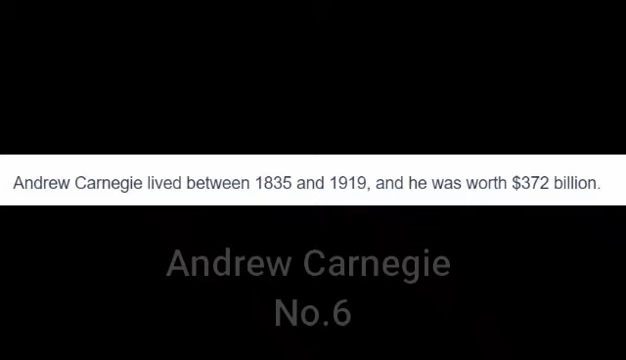 Andrew Carnegie lived between 1835 and 1919, and he was worth $372 billion.
Andrew Carnegie
No.6